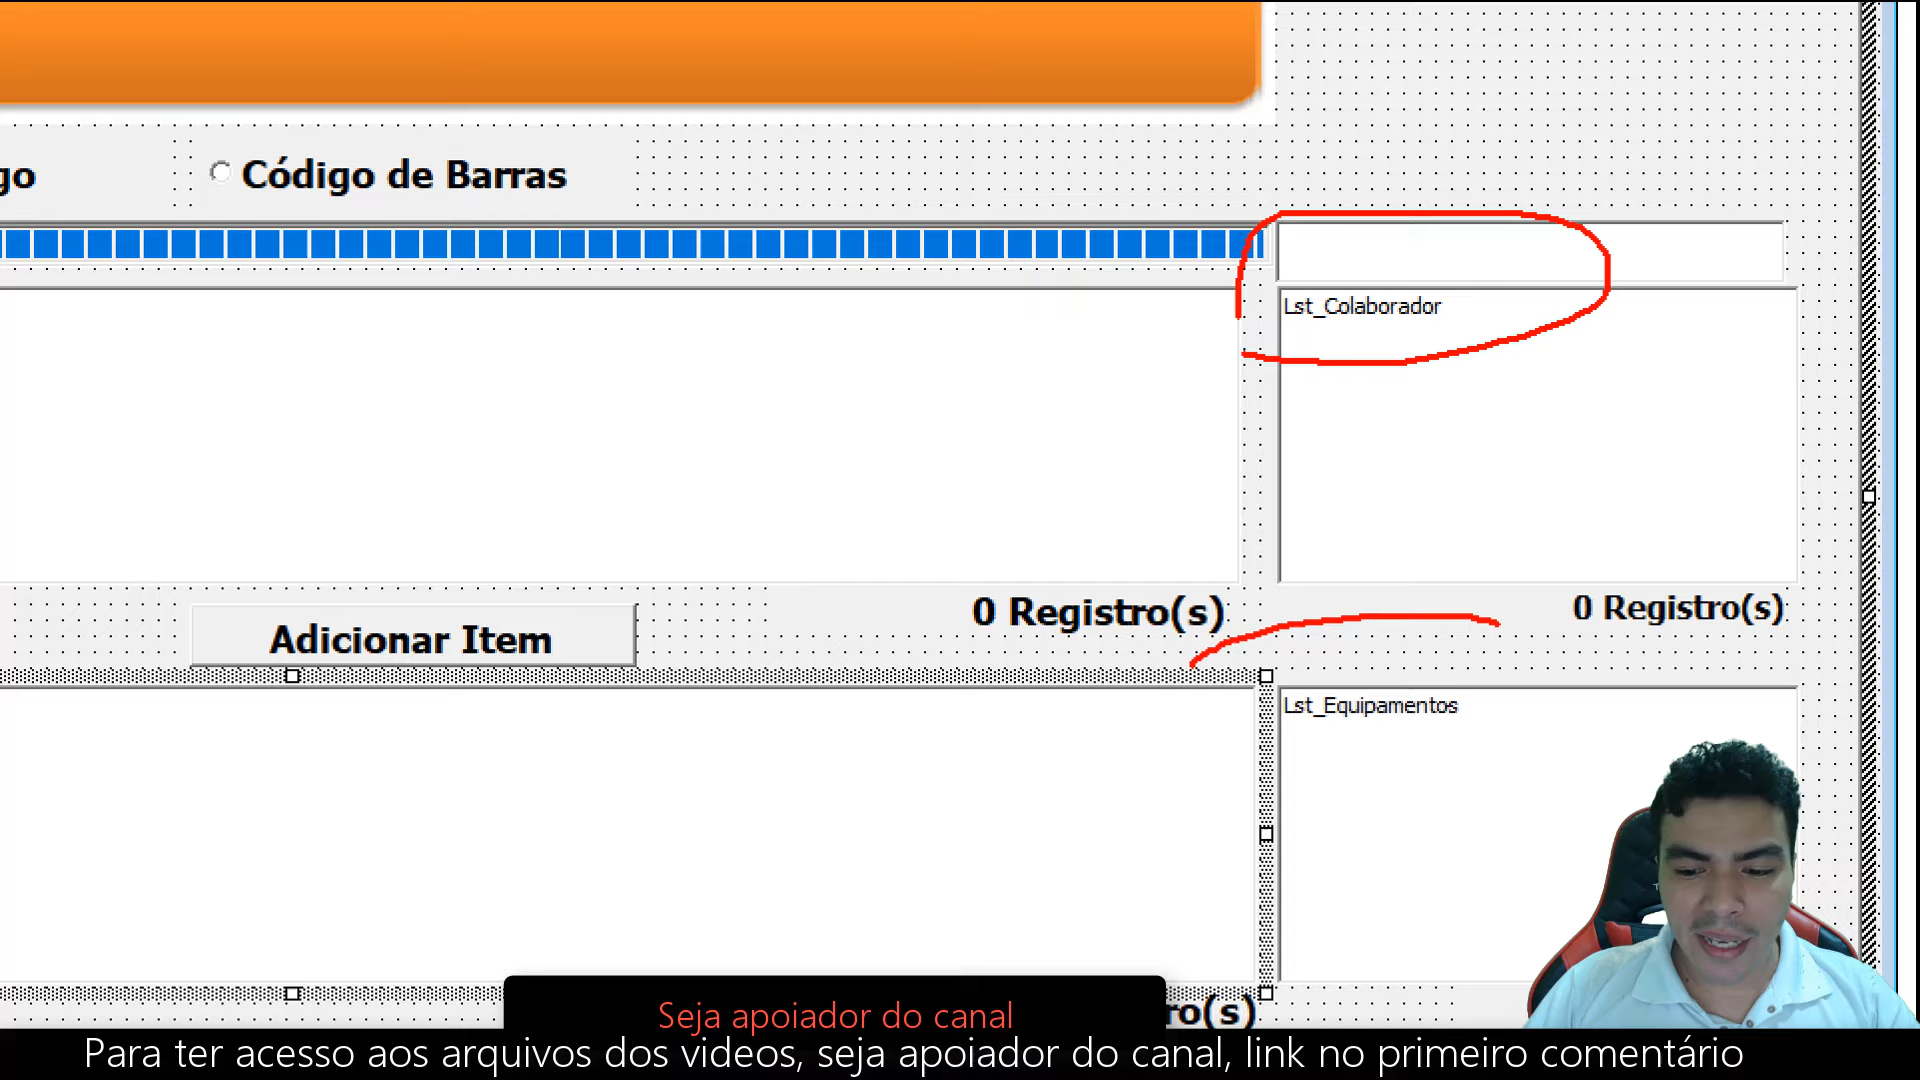 go
Código de Barras
Lst_Colaborador
0 Registro(s)
0 Registro(s)
Adicionar Item
Lst_Equipamentos
ro(s)
Seja apoiador do canal
Para ter acesso aos arquivos dos videos, seja apoiador do canal, link no primeiro comentário